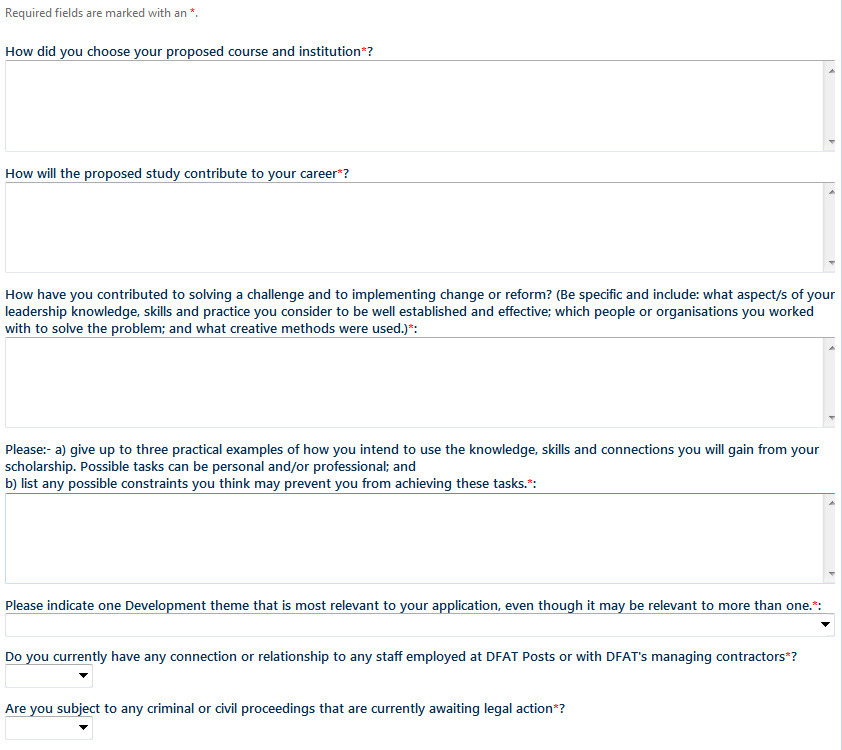 Required fields are marked with an *.
How did you choose your proposed course and institution*?
How will the proposed study contribute to your career*?
How have you contributed to solving a challenge and to implementing change or reform? (Be specific and include: what aspect/s of your
leadership knowledge, skills and practice you consider to be well established and effective; which people or organisations you worked
with to solve the problem; and what creative methods were used.)*:
Please:- a) give up to three practical examples of how you intend to use the knowledge, skills and connections you will gain from your
scholarship. Possible tasks can be personal and/or professional; and
b) list any possible constraints you think may prevent you from achieving these tasks.*:
Please indicate one Development theme that is most relevant to your application, even though it may be relevant to more than one.*:
Do you currently have any connection or relationship to any staff employed at DFAT Posts or with DFAT's managing contractors*?
Are you subject to any criminal or civil proceedings that are currently awaiting legal action*?